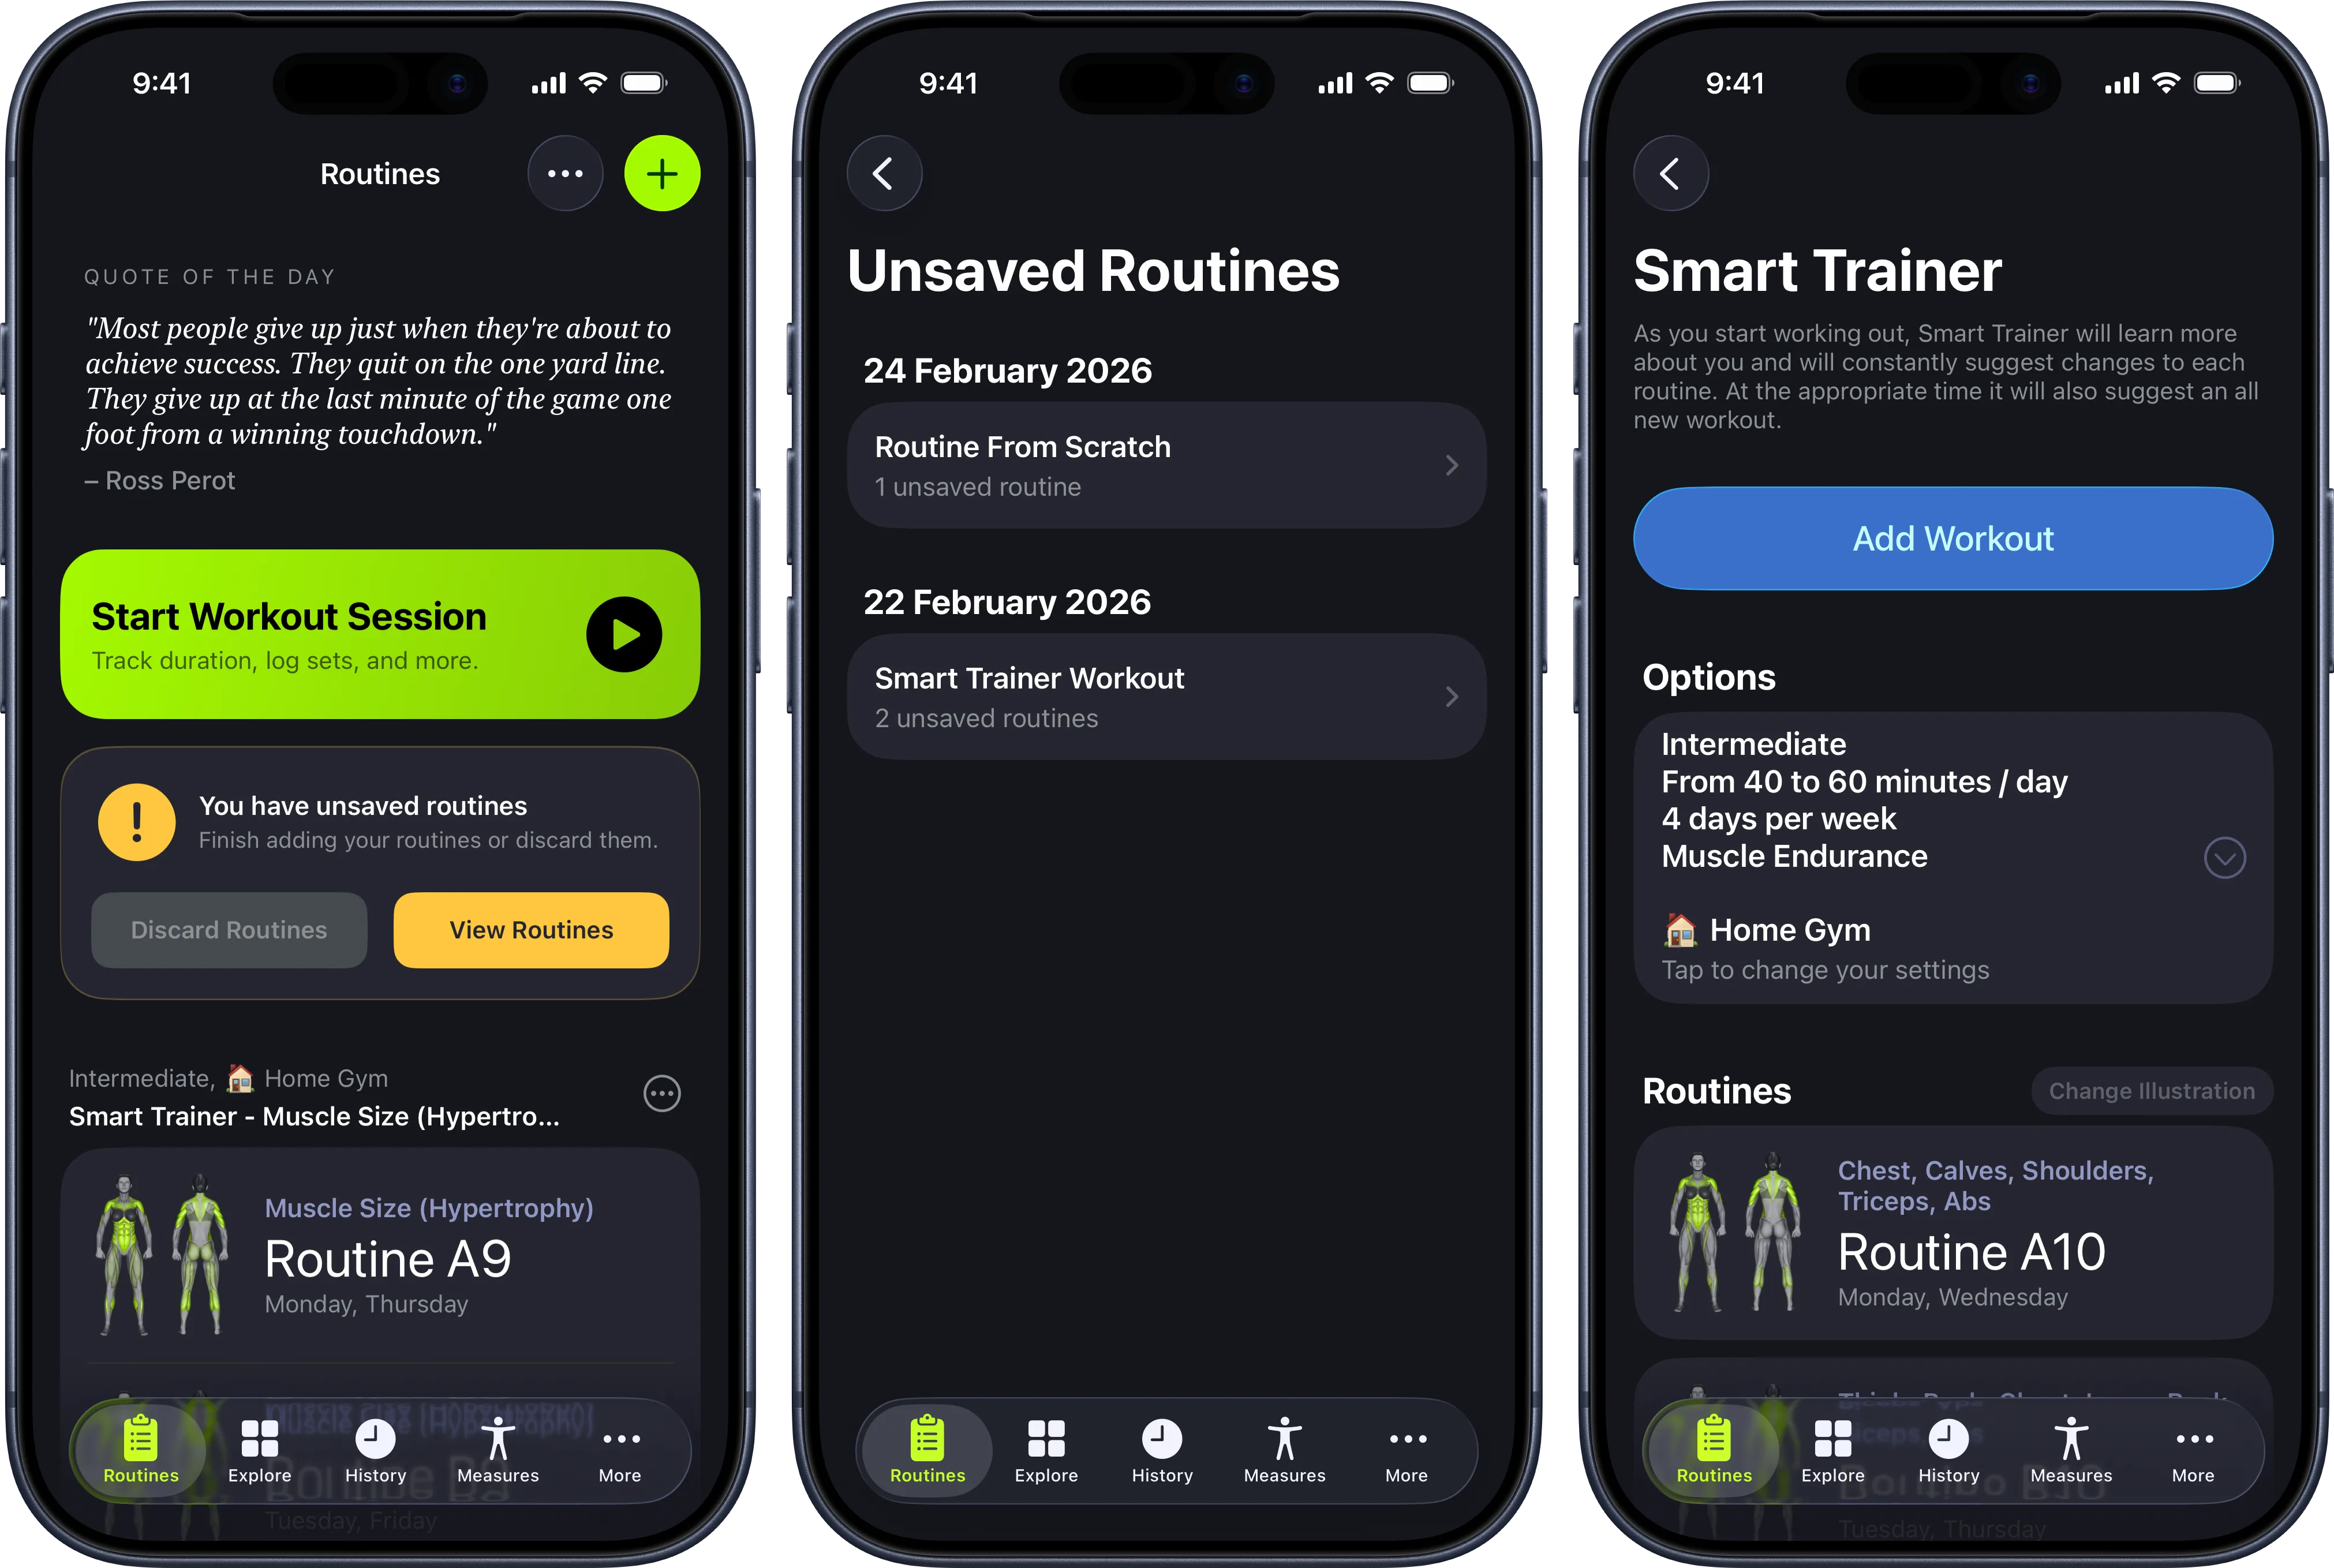 9:41
Routines
QUOTE OF THE DAY
"Most people give up just when they're about to
achieve success. They quit on the one yard line.
They give up at the last minute of the game one
foot from a winning touchdown."
– Ross Perot
Start Workout Session
Track duration, log sets, and more.
You have unsaved routines
Finish adding your routines or discard them.
Discard Routines
View Routines
Intermediate, 🏠 Home Gym
Smart Trainer - Muscle Size (Hypertro...
Muscle Size (Hypertrophy)
Routine A9
Monday, Thursday
Muscle Size (Hypertrophy)
Routine B9
Tuesday, Friday
Routines
Explore
History
Measures
More
9:41
Unsaved Routines
24 February 2026
Routine From Scratch
1 unsaved routine
22 February 2026
Smart Trainer Workout
2 unsaved routines
Routines
Explore
History
Measures
More
9:41
Smart Trainer
As you start working out, Smart Trainer will learn more
about you and will constantly suggest changes to each
routine. At the appropriate time it will also suggest an all
new workout.
Add Workout
Options
Intermediate
From 40 to 60 minutes / day
4 days per week
Muscle Endurance
🏠 Home Gym
Tap to change your settings
Routines
Change Illustration
Chest, Calves, Shoulders,
Triceps, Abs
Routine A10
Monday, Wednesday
Biceps,
Routine B10
Tuesday, Thursday
Routines
Explore
History
Measures
More